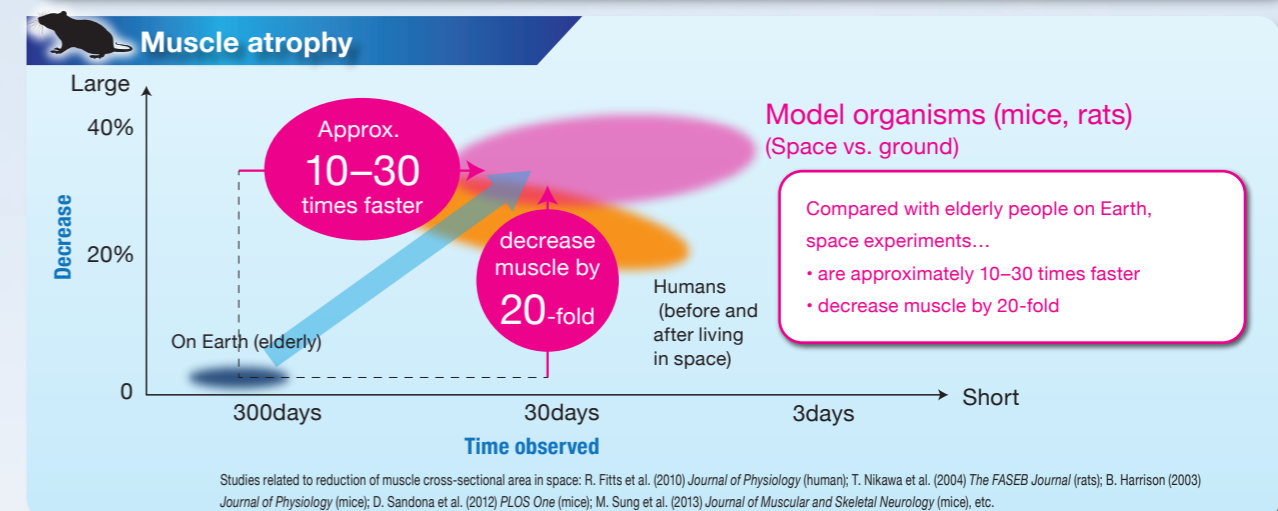 Muscle atrophy
Large
40%
20%
0
Decrease
Approx.
10–30
times faster
decrease
muscle by
20-fold
On Earth (elderly)
Humans
(before and
after living
in space)
Model organisms (mice, rats)
(Space vs. ground)
Compared with elderly people on Earth,
space experiments…
• are approximately 10–30 times faster
• decrease muscle by 20-fold
300days
30days
3days
Short
Time observed
Studies related to reduction of muscle cross-sectional area in space: R. Fitts et al. (2010) Journal of Physiology (human); T. Nikawa et al. (2004) The FASEB Journal (rats); B. Harrison (2003)
Journal of Physiology (mice); D. Sandona et al. (2012) PLOS One (mice); M. Sung et al. (2013) Journal of Muscular and Skeletal Neurology (mice), etc.